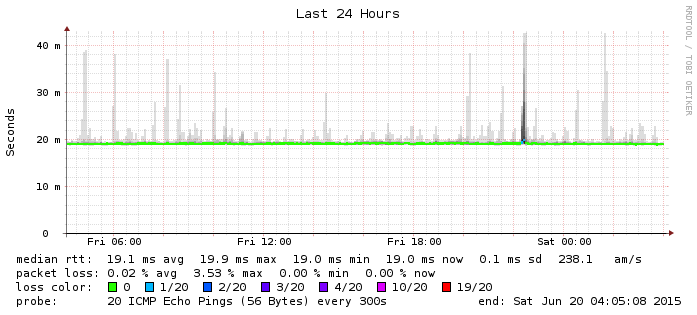 Last 24 Hours
RRDTOOL / TOBI OETIKER
Seconds
40 m
30 m
20 m
10 m
0
Fri 06:00 Fri 12:00 Fri 18:00 Sat 00:00
median rtt: 19.1 ms avg 19.9 ms max 19.0 ms min 19.0 ms now 0.1 ms sd 238.1 am/s
packet loss: 0.02 % avg 3.53 % max 0.00 % min 0.00 % now
loss color: 0 1/20 2/20 3/20 4/20 10/20 19/20
probe: 20 ICMP Echo Pings (56 Bytes) every 300s end: Sat Jun 20 04:05:08 2015